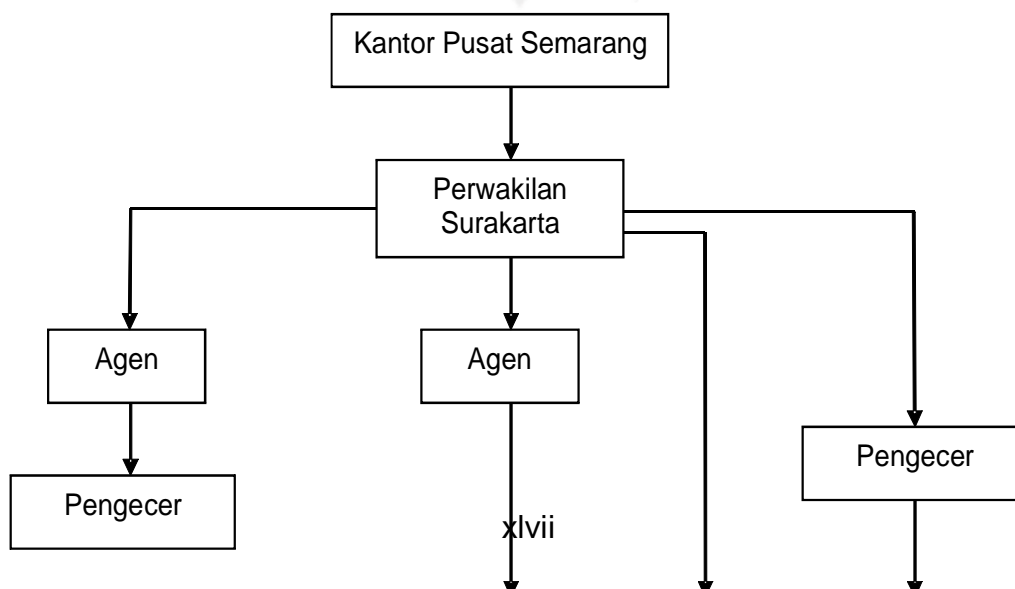 Kantor Pusat Semarang
Perwakilan
Surakarta
Agen
Agen
Pengecer
Pengecer
xlvii